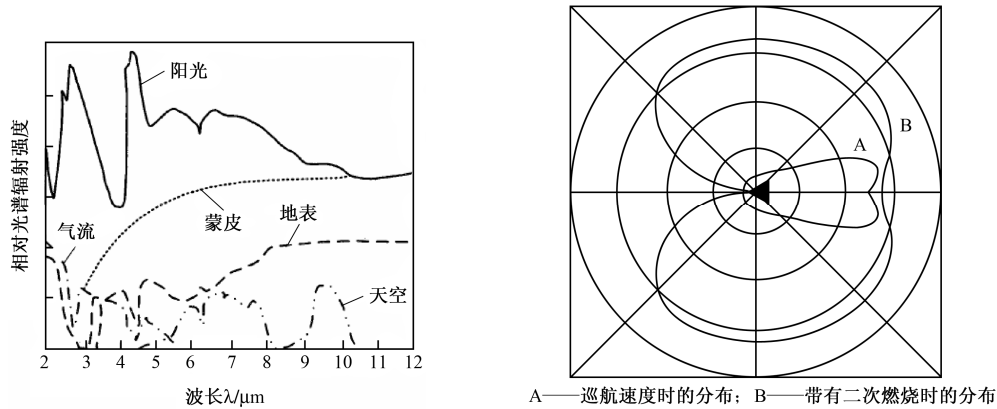 相对光谱辐射强度
阳光
蒙皮
地表
气流
天空
2 3 4 5 6 7 8 9 10 11 12
波长λ/μm
A
B
A——巡航速度时的分布；B——带有二次燃烧时的分布